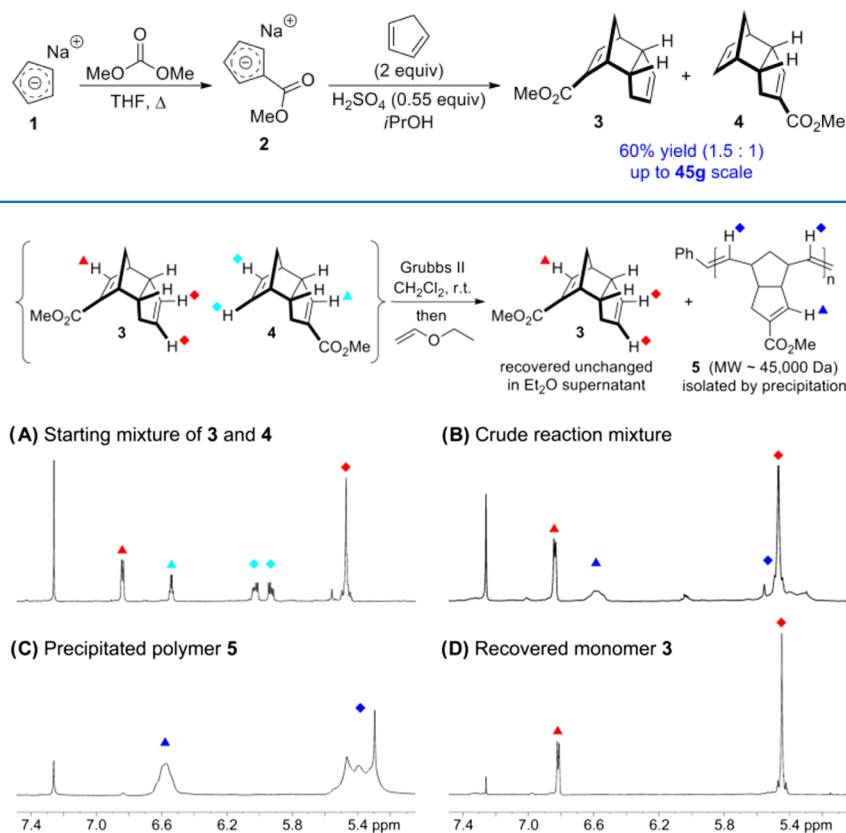 Na⊕
O
MeO OMe
THF, Δ
1
Na⊕
O
O
Me
2
(2 equiv)
H₂SO₄ (0.55 equiv)
iPrOH
H
H
MeO₂C
3
+
H
H
CO₂Me
4
60% yield (1.5 : 1)
up to 45g scale
H
H
H
H
H
MeO₂C
3
H
H
H
H
H
CO₂Me
4
Grubbs II
CH₂Cl₂, r.t.
then
O
H
H
H
H
H
MeO₂C
3
recovered unchanged
in Et₂O supernatant
+
Ph
H
H
n
H
CO₂Me
5 (MW ~ 45,000 Da)
isolated by precipitation
(A) Starting mixture of 3 and 4
(B) Crude reaction mixture
(C) Precipitated polymer 5
(D) Recovered monomer 3
7.4 7.0 6.6 6.2 5.8 5.4 ppm
7.4 7.0 6.6 6.2 5.8 5.4 ppm